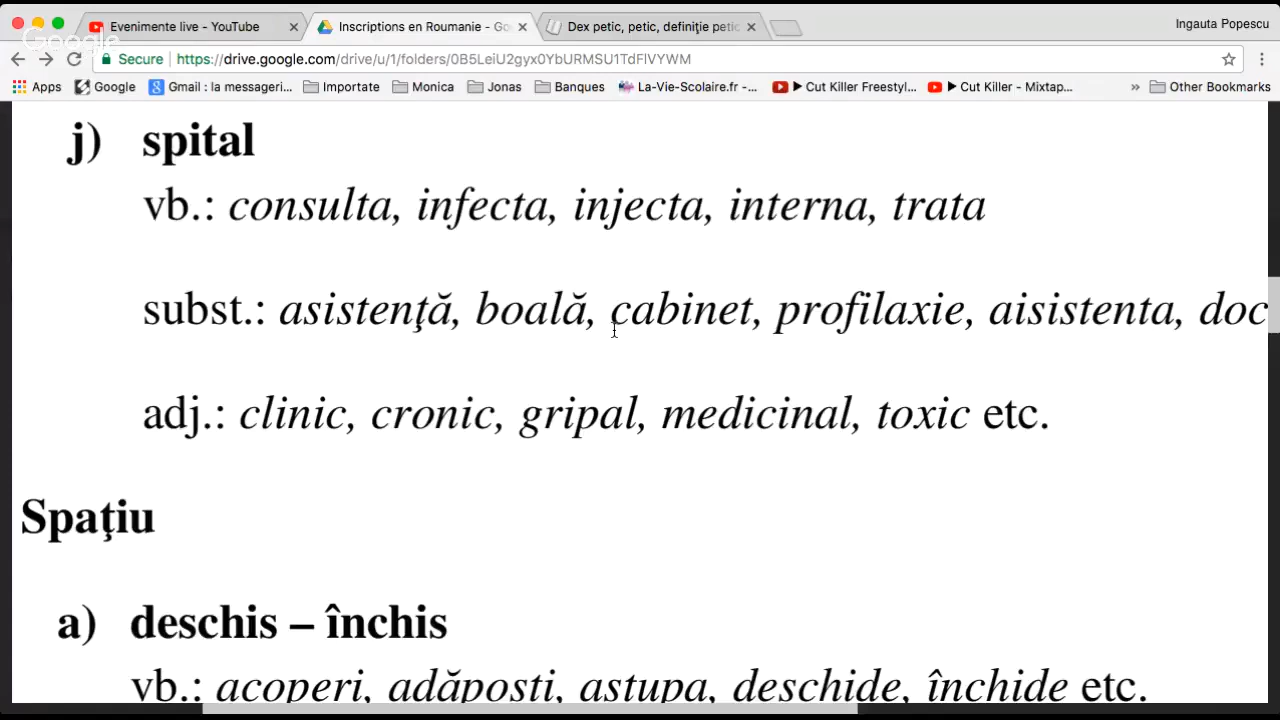 Evenimente live - YouTube
Inscriptions en Roumanie - Go
Dex petic, petic, definiţie petic
Ingauta Popescu
Google
Secure
https://drive.google.com/drive/u/1/folders/0B5LeiU2gyx0YbURMSU1TdFlVYWM
Apps
Google
Gmail : la messageri...
Importate
Monica
Jonas
Banques
La-Vie-Scolaire.fr -...
Cut Killer Freestyl...
Cut Killer - Mixtap...
» Other Bookmarks
j) spital
vb.: consulta, infecta, injecta, interna, trata
subst.: asistenţă, boală, cabinet, profilaxie, aisistenta, doc
adj.: clinic, cronic, gripal, medicinal, toxic etc.
Spaţiu
a) deschis – închis
vb.: acoperi, adăposti, astupa, deschide, închide etc.